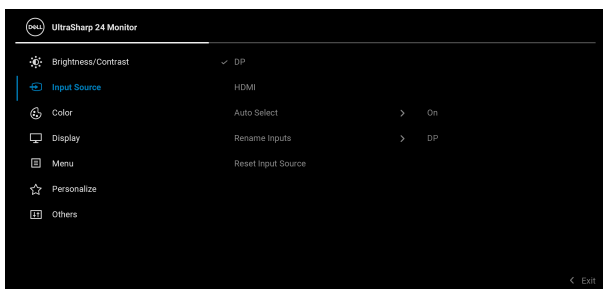 DELL UltraSharp 24 Monitor
Brightness/Contrast DP
Input Source HDMI
Color Auto Select On
Display Rename Inputs DP
Menu Reset Input Source
Personalize
Others
Exit